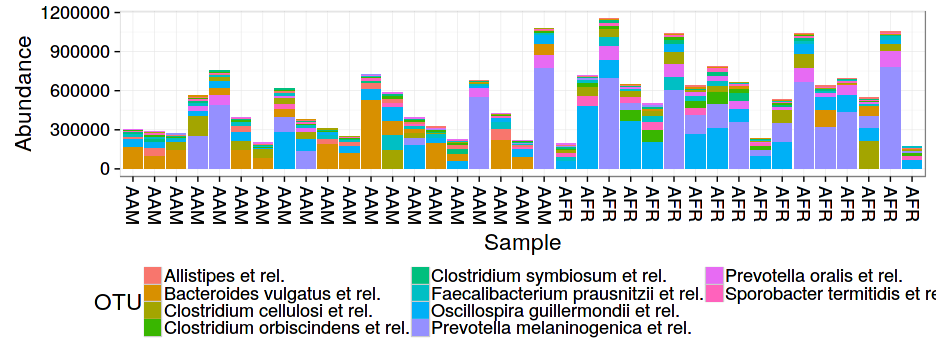 1200000
900000
600000
300000
0
Abundance
AAM AAM AAM AAM AAM AAM AAM AAM AAM AAM AAM AAM AAM AAM AAM AAM AAM AAM AAM AAM AFR AFR AFR AFR AFR AFR AFR AFR AFR AFR AFR AFR AFR AFR AFR AFR AFR
Sample
OTU
Allistipes et rel.
Bacteroides vulgatus et rel.
Clostridium cellulosi et rel.
Clostridium orbiscindens et rel.
Clostridium symbiosum et rel.
Faecalibacterium prausnitzii et rel.
Oscillospira guillermondii et rel.
Prevotella melaninogenica et rel.
Prevotella oralis et rel.
Sporobacter termitidis et re